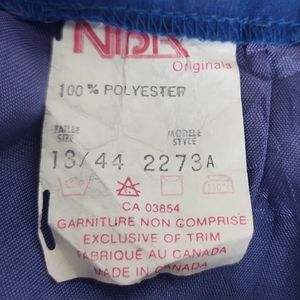 Originals
100% POLYESTER
TAILLE MODELE
SIZE STYLE
13/44 2273A
CA 03854
GARNITURE NON COMPRISE
EXCLUSIVE OF TRIM
FABRIQUÉ AU CANADA
MADE IN CANADA